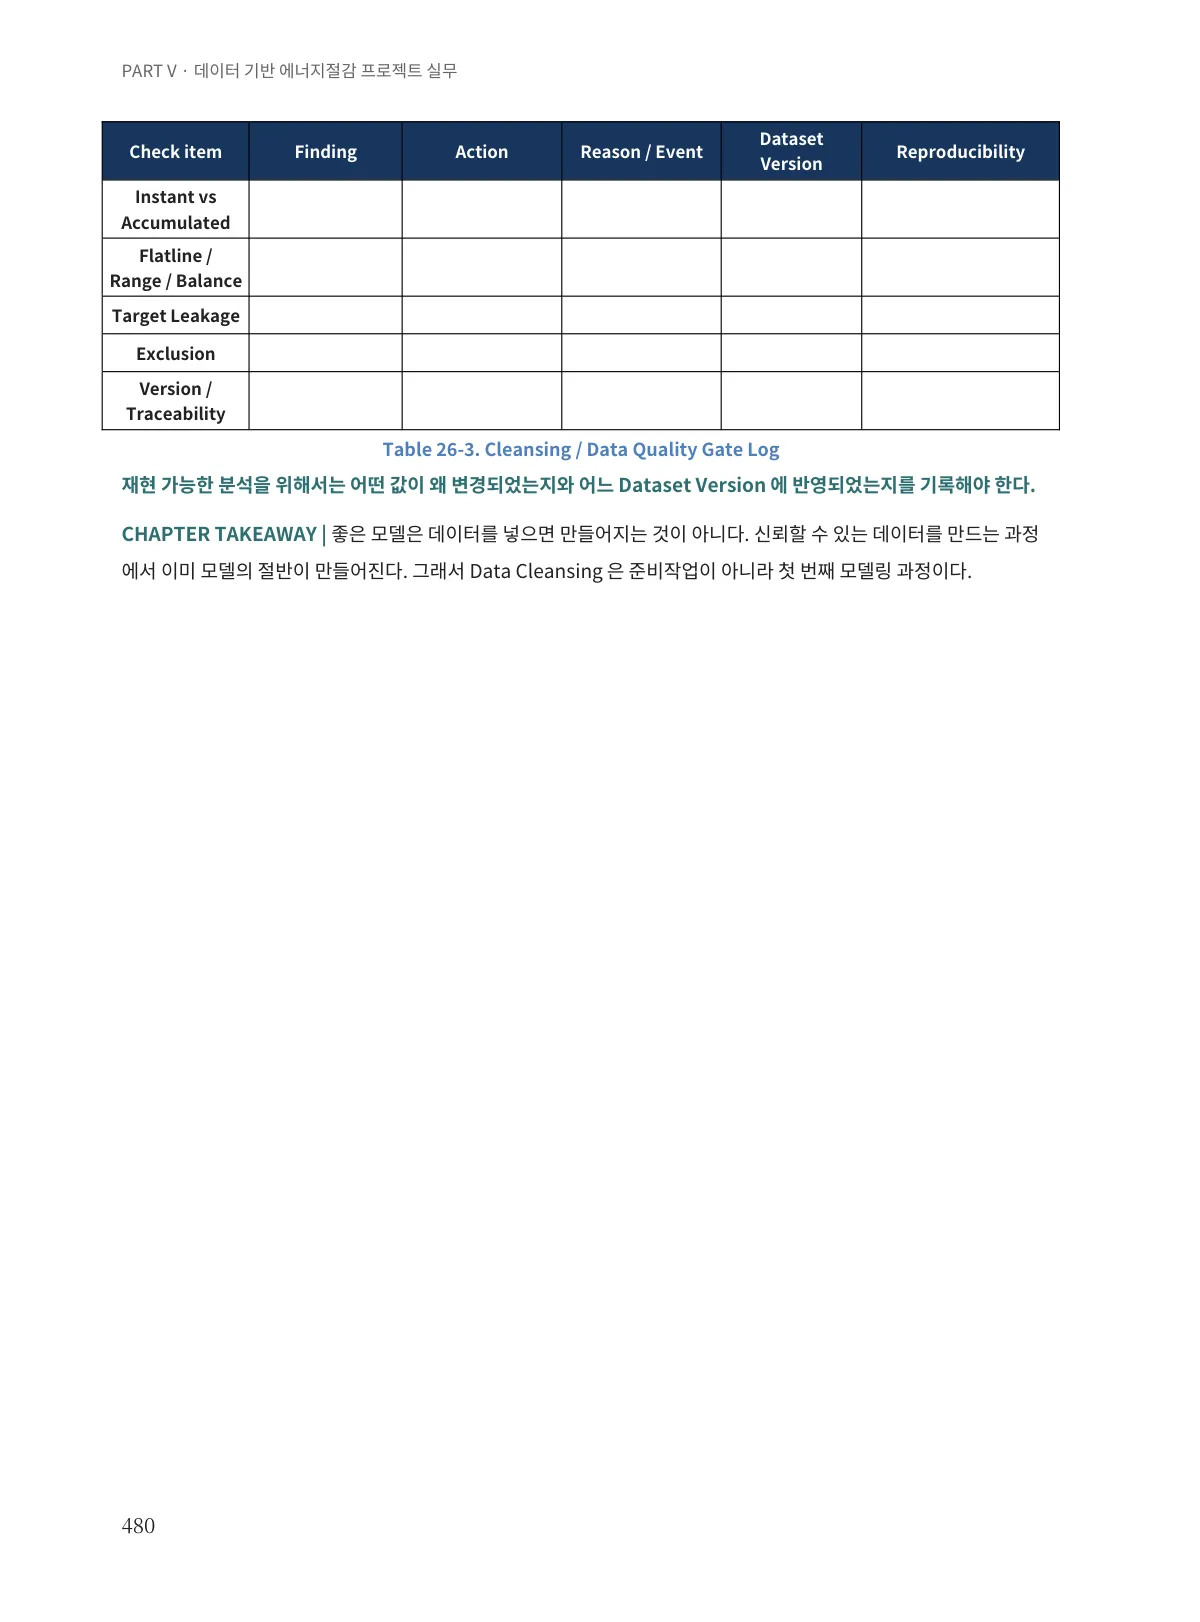 PART V · 데이터 기반 에너지절감 프로젝트 실무
Check item Finding Action Reason / Event Dataset Version Reproducibility
Instant vs
Accumulated
Flatline /
Range / Balance
Target Leakage
Exclusion
Version /
Traceability
Table 26-3. Cleansing / Data Quality Gate Log
재현 가능한 분석을 위해서는 어떤 값이 왜 변경되었는지와 어느 Dataset Version 에 반영되었는지를 기록해야 한다.
CHAPTER TAKEAWAY | 좋은 모델은 데이터를 넣으면 만들어지는 것이 아니다. 신뢰할 수 있는 데이터를 만드는 과정
에서 이미 모델의 절반이 만들어진다. 그래서 Data Cleansing 은 준비작업이 아니라 첫 번째 모델링 과정이다.
480